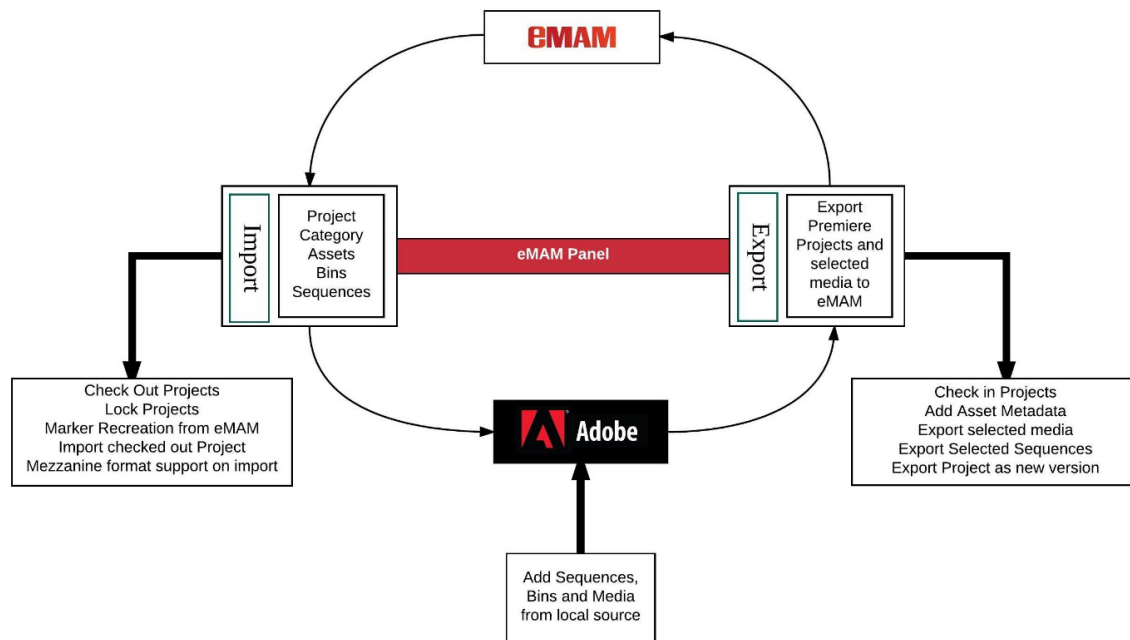 eMAM
Import
Project
Category
Assets
Bins
Sequences
eMAM Panel
Export
Export
Premiere
Projects and
selected
media to
eMAM
Check Out Projects
Lock Projects
Marker Recreation from eMAM
Import checked out Project
Mezzanine format support on import
Adobe
Check in Projects
Add Asset Metadata
Export selected media
Export Selected Sequences
Export Project as new version
Add Sequences,
Bins and Media
from local source